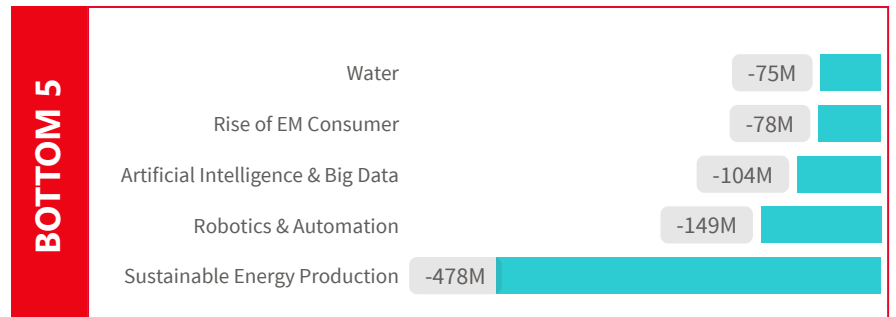 BOTTOM 5
Water -75M
Rise of EM Consumer -78M
Artificial Intelligence & Big Data -104M
Robotics & Automation -149M
Sustainable Energy Production -478M